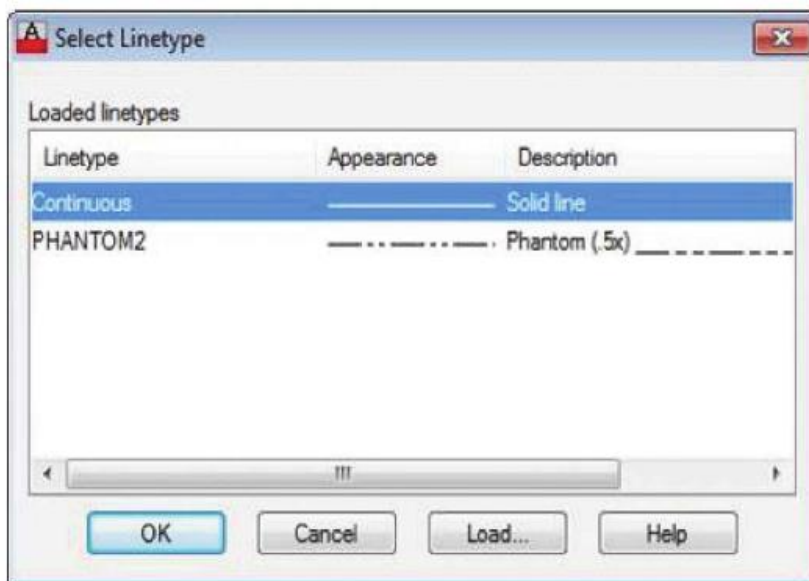 Select Linetype
Loaded linetypes
Linetype Appearance Description
Continuous Solid line
PHANTOM2 Phantom (.5x)
OK Cancel Load... Help